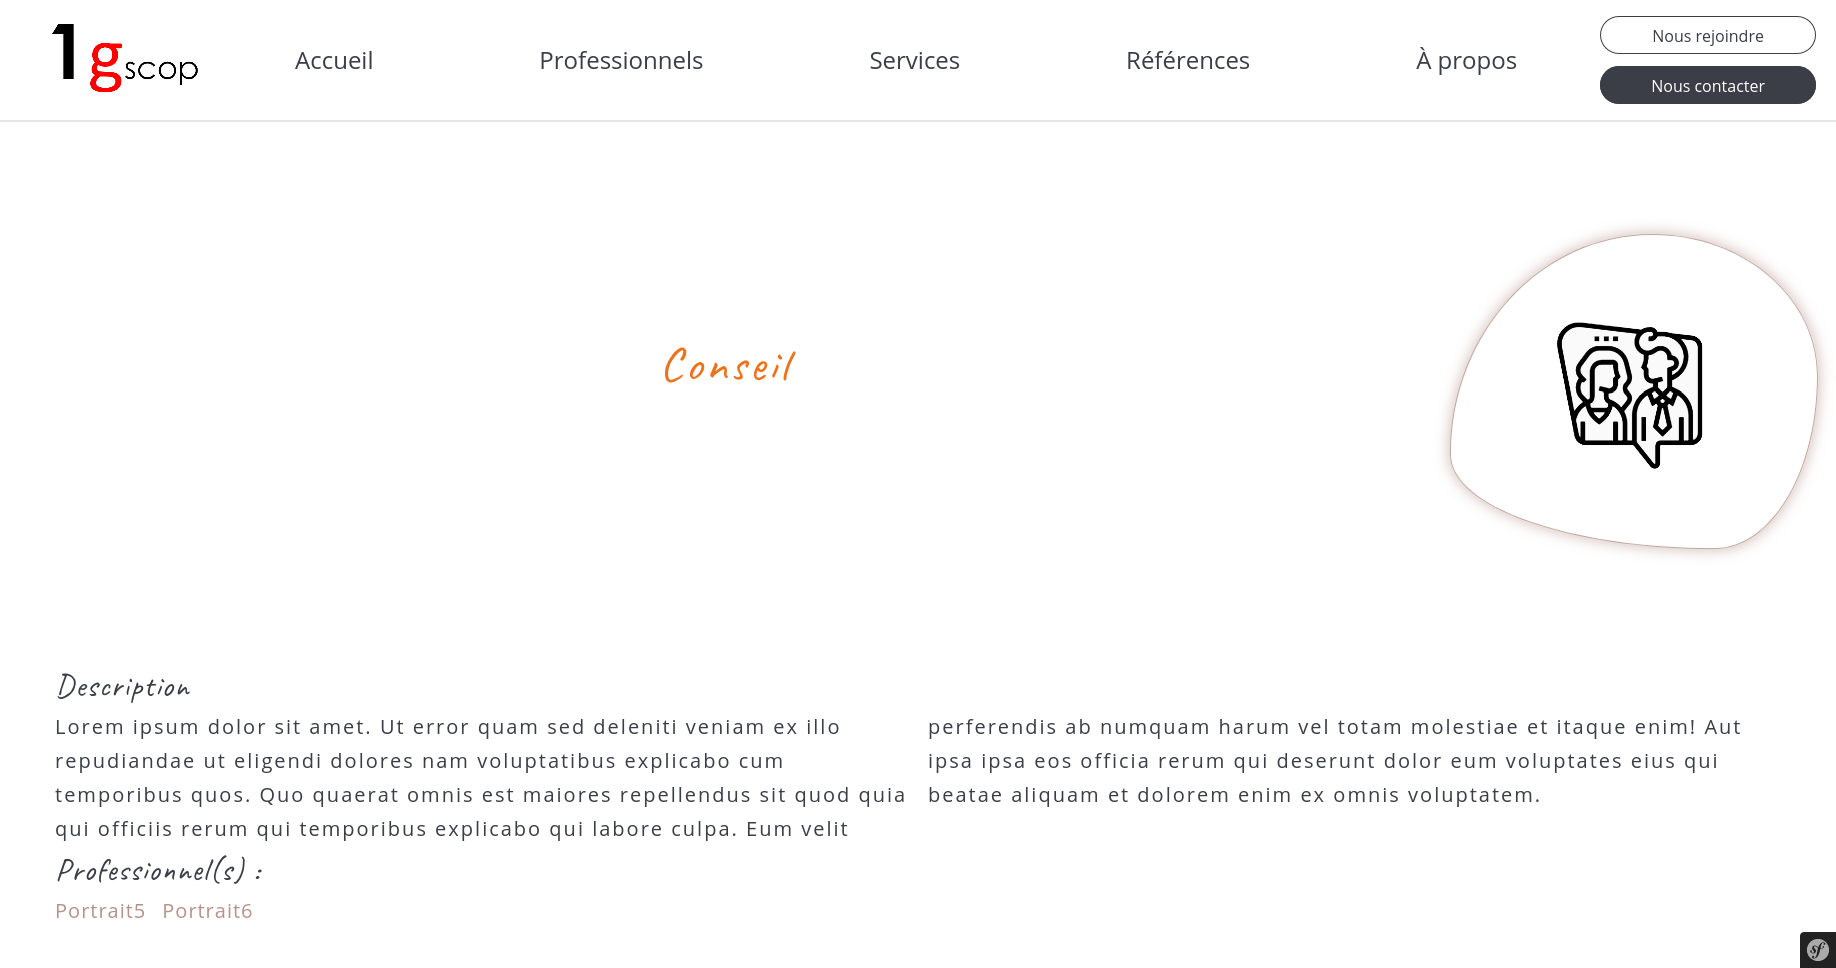 1gscop
Accueil
Professionnels
Services
Références
À propos
Nous rejoindre
Nous contacter
Conseil
Description
Lorem ipsum dolor sit amet. Ut error quam sed deleniti veniam ex illo
repudiandae ut eligendi dolores nam voluptatibus explicabo cum
temporibus quos. Quo quaerat omnis est maiores repellendus sit quod quia
qui officiis rerum qui temporibus explicabo qui labore culpa. Eum velit
perferendis ab numquam harum vel totam molestiae et itaque enim! Aut
ipsa ipsa eos officia rerum qui deserunt dolor eum voluptates eius qui
beatae aliquam et dolorem enim ex omnis voluptatem.
Professionnel(s) :
Portrait5 Portrait6
sf